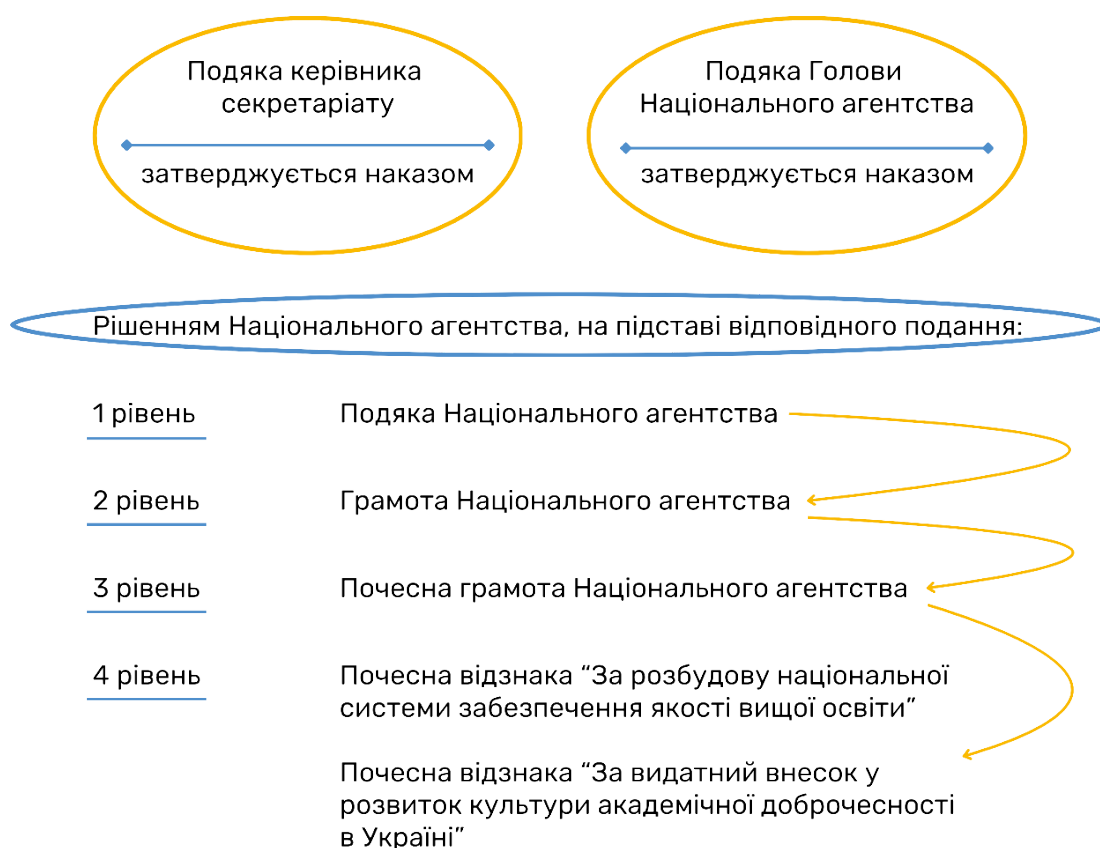 Подяка керівника
секретаріату
затверджується наказом
Подяка Голови
Національного агентства
затверджується наказом
Рішенням Національного агентства, на підставі відповідного подання:
1 рівень
Подяка Національного агентства
2 рівень
Грамота Національного агентства
3 рівень
Почесна грамота Національного агентства
4 рівень
Почесна відзнака “За розбудову національної
системи забезпечення якості вищої освіти”
Почесна відзнака “За видатний внесок у
розвиток культури академічної доброчесності
в Україні”